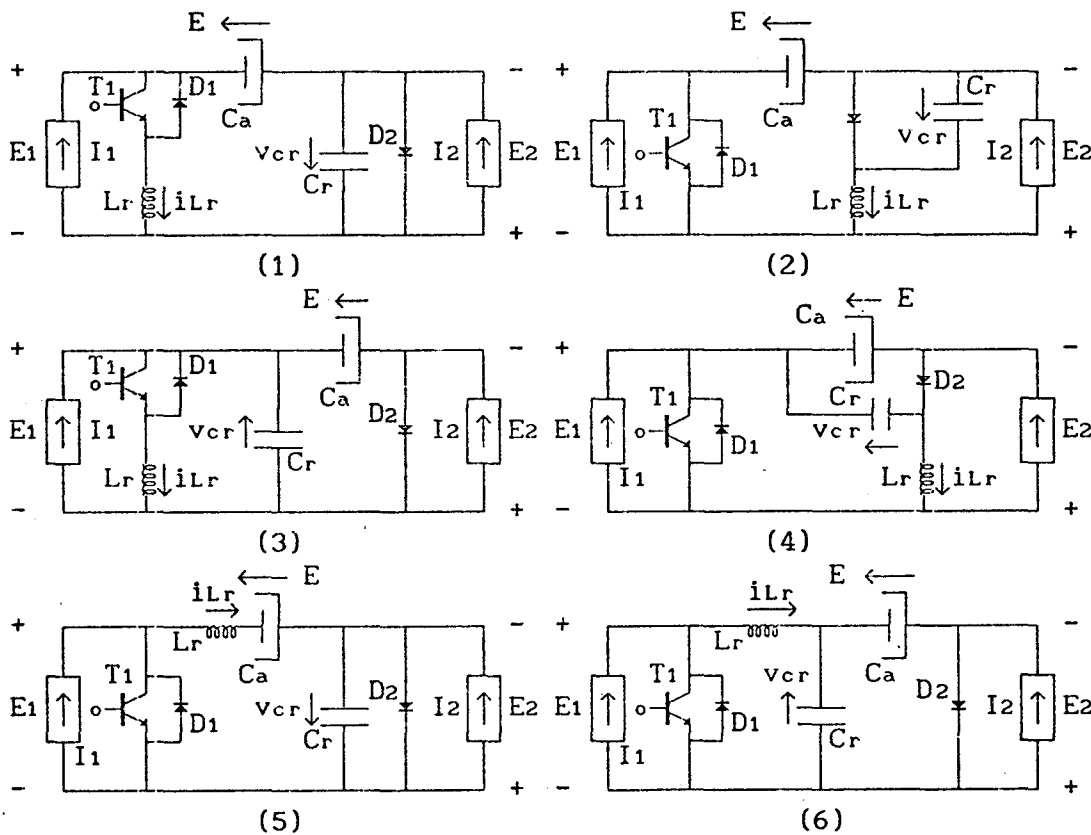 E
+
-
T1
D1
Ca
E1
I1
vcr
Cr
D2
I2
E2
Lr
iLr
-
+
(1)
E
+
-
Cr
T1
Ca
vcr
E1
D1
I2
E2
I1
Lr
iLr
-
+
(2)
E
+
-
T1
D1
Ca
E1
I1
vcr
Cr
D2
I2
E2
Lr
iLr
-
+
(3)
Ca
E
+
-
T1
Cr
D2
E1
vcr
D1
I2
E2
I1
Lr
iLr
-
+
(4)
iLr
E
+
-
Lr
Ca
T1
E1
D1
vcr
Cr
D2
I2
E2
I1
-
+
(5)
iLr
E
+
-
Lr
Ca
T1
vcr
E1
D1
Cr
D2
I2
E2
I1
-
+
(6)